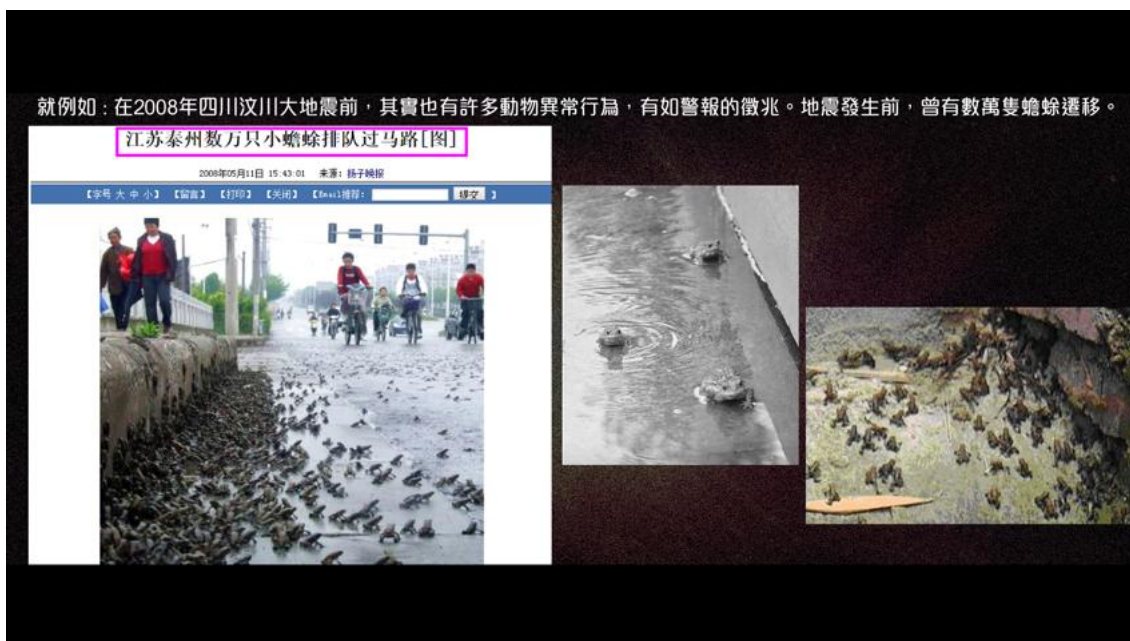 就例如：在2008年四川汶川大地震前，其實也有許多動物異常行為，有如警報的徵兆。地震發生前，曾有數萬隻蟾蜍遷移。
江苏泰州数万只小蟾蜍排队过马路[图]
2008年05月11日 15:43:01 来源：扬子晚报
【字号 大 中 小】 【留言】 【打印】 【关闭】 【Email推荐： 提交 】